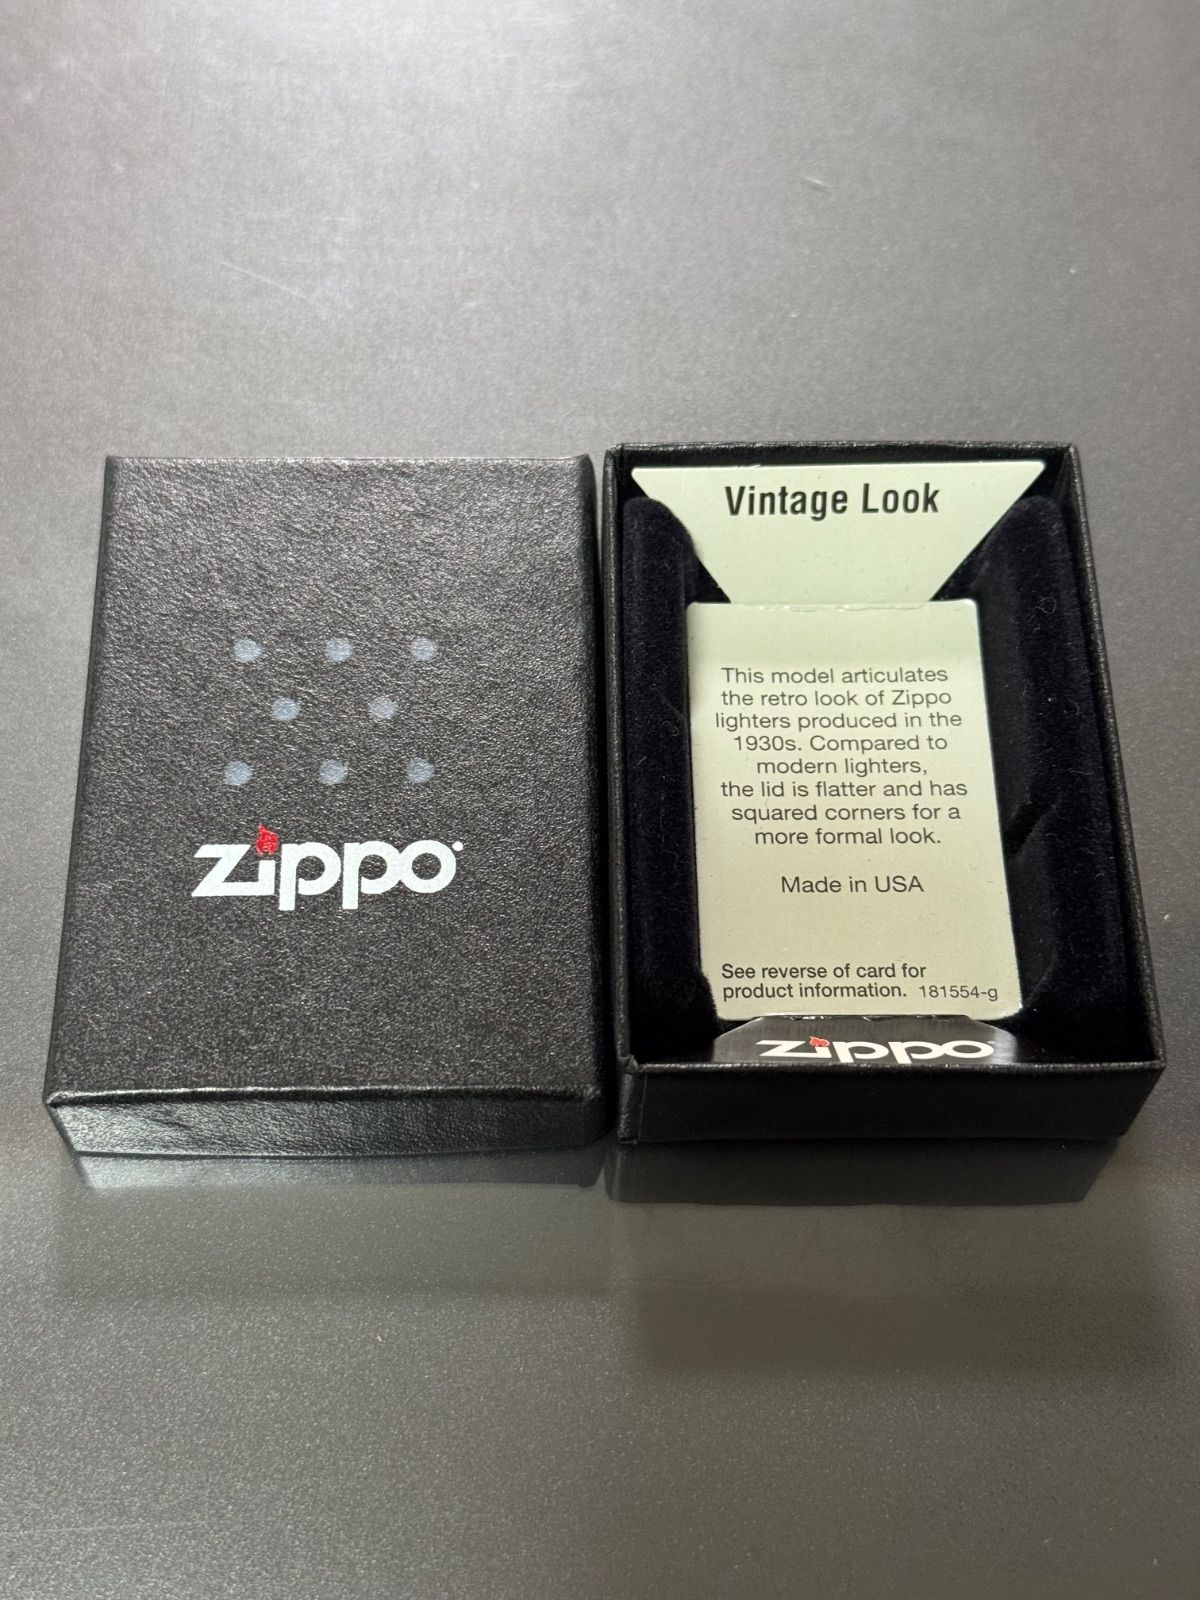 zippo
Vintage Look
This model articulates
the retro look of Zippo
lighters produced in the
1930s. Compared to
modern lighters,
the lid is flatter and has
squared corners for a
more formal look.
Made in USA
See reverse of card for
product information. 181554-g
zippo